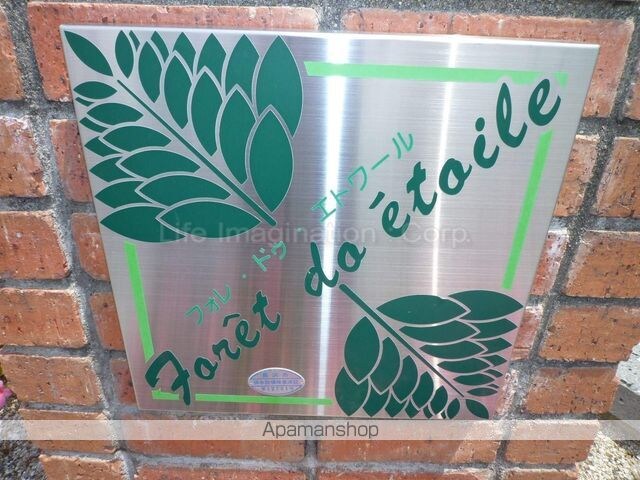 Forêt do étoile
フォレ・ドゥ エトワール
Life Imagination Corp.
Apamanshop